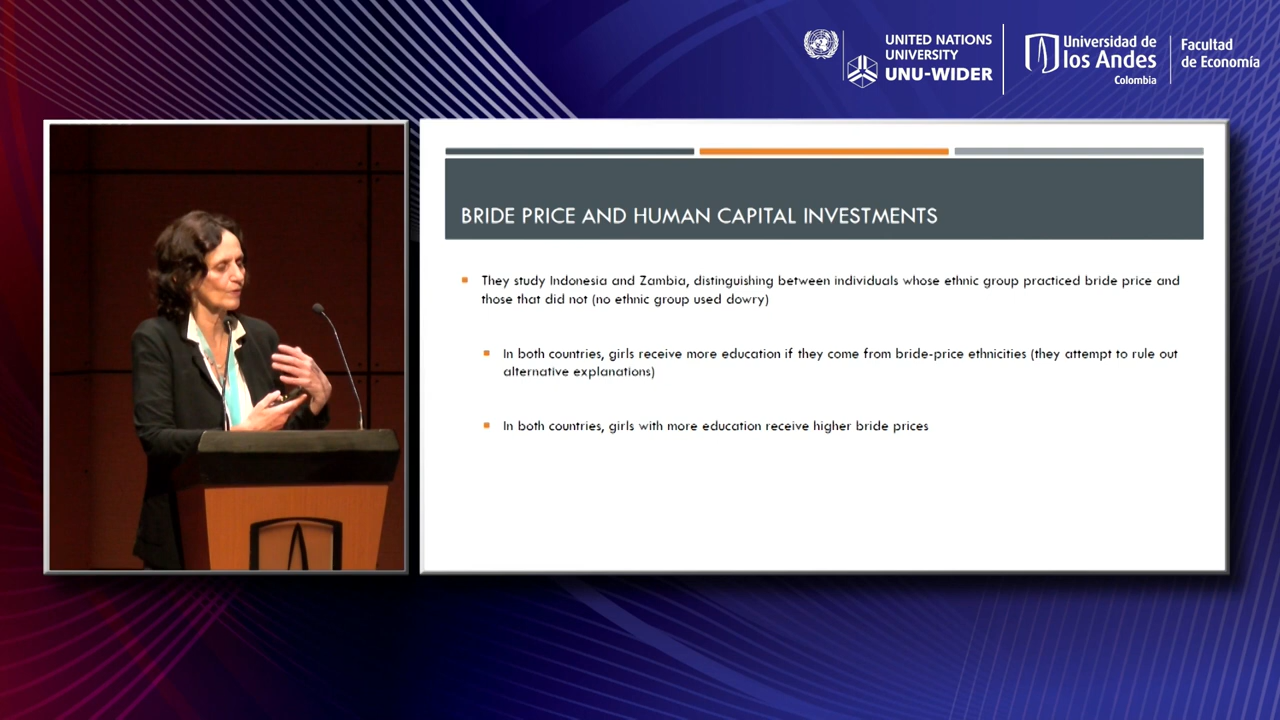 UNITED NATIONS
UNIVERSITY
UNU-WIDER
Universidad de
los Andes
Colombia
Facultad
de Economía
BRIDE PRICE AND HUMAN CAPITAL INVESTMENTS
They study Indonesia and Zambia, distinguishing between individuals whose ethnic group practiced bride price and
those that did not (no ethnic group used dowry)
In both countries, girls receive more education if they come from bride-price ethnicities (they attempt to rule out
alternative explanations)
In both countries, girls with more education receive higher bride prices